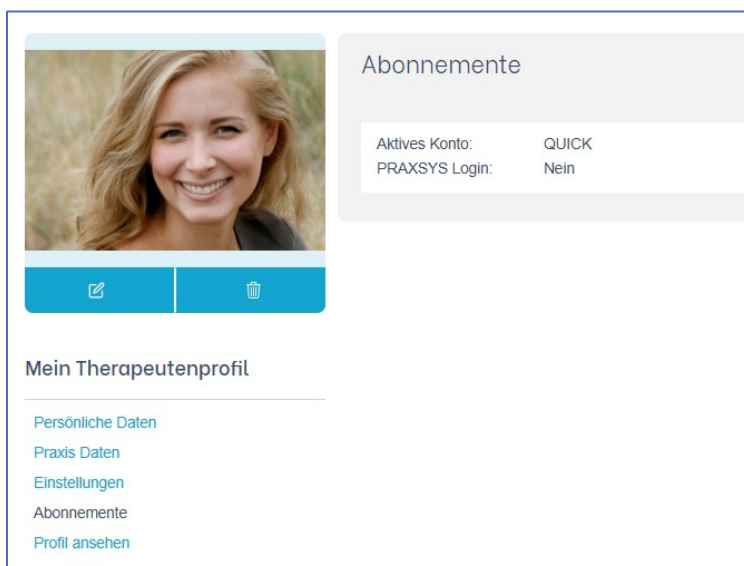 Abonnemente
Aktives Konto: QUICK
PRAXSYS Login: Nein
Mein Therapeutenprofil
Persönliche Daten
Praxis Daten
Einstellungen
Abonnemente
Profil ansehen